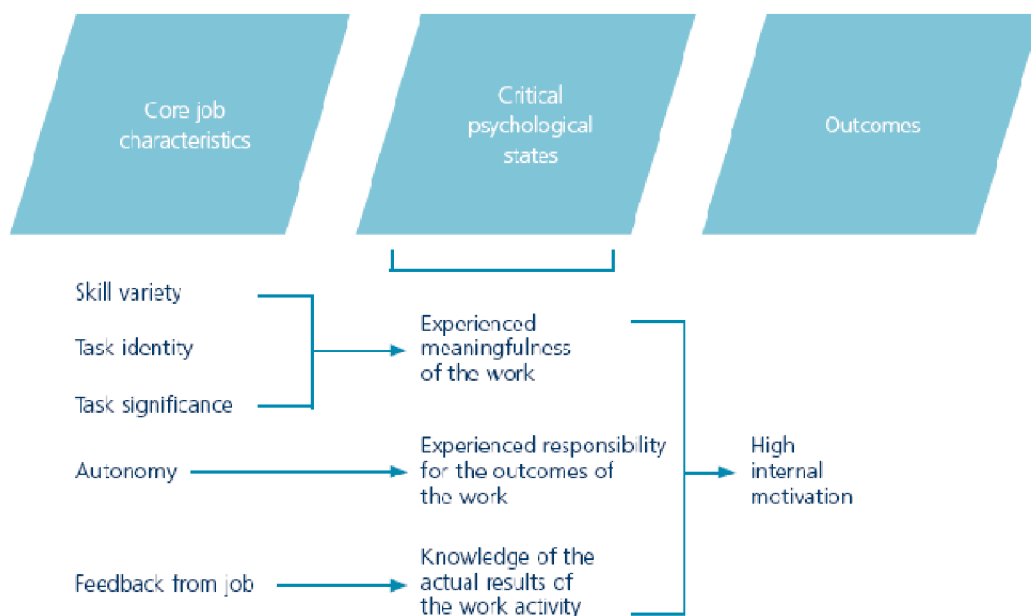 Core job
characteristics
Critical
psychological
states
Outcomes
Skill variety
Task identity
Task significance
Autonomy
Feedback from job
Experienced
meaningfulness
of the work
Experienced responsibility
for the outcomes of
the work
Knowledge of the
actual results of
the work activity
High
internal
motivation